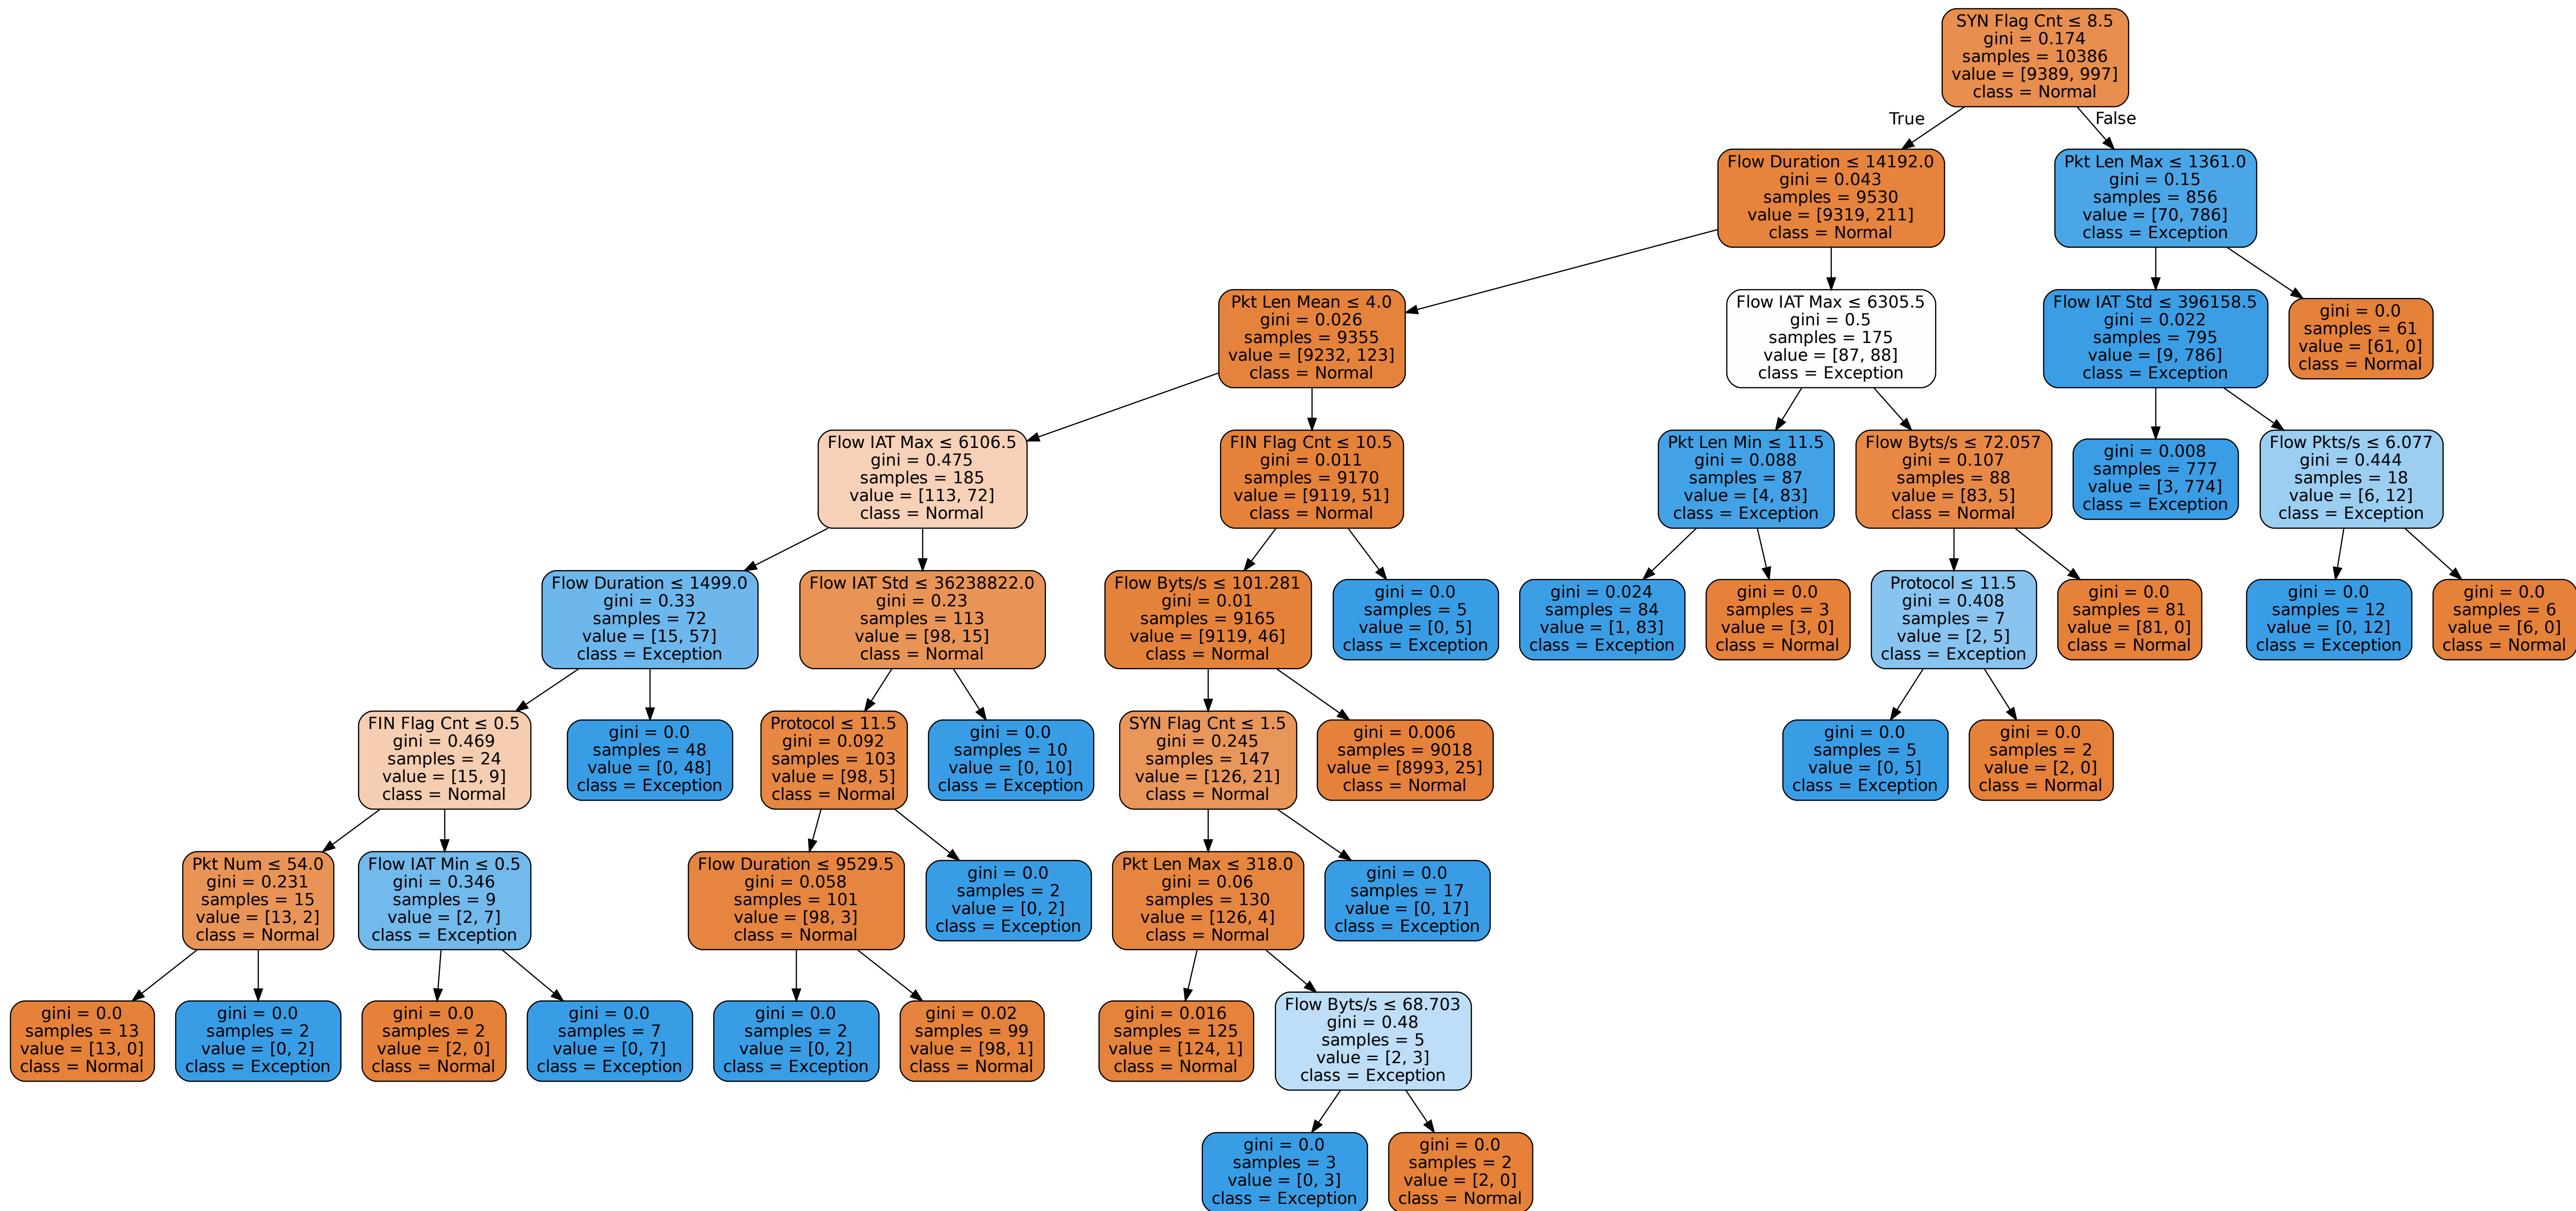 SYN Flag Cnt ≤ 8.5
gini = 0.174
samples = 10386
value = [9389, 997]
class = Normal
True
False
Flow Duration ≤ 14192.0
gini = 0.043
samples = 9530
value = [9319, 211]
class = Normal
Pkt Len Max ≤ 1361.0
gini = 0.15
samples = 856
value = [70, 786]
class = Exception
Pkt Len Mean ≤ 4.0
gini = 0.026
samples = 9355
value = [9232, 123]
class = Normal
Flow IAT Max ≤ 6305.5
gini = 0.5
samples = 175
value = [87, 88]
class = Exception
Flow IAT Std ≤ 396158.5
gini = 0.022
samples = 795
value = [9, 786]
class = Exception
gini = 0.0
samples = 61
value = [61, 0]
class = Normal
Flow IAT Max ≤ 6106.5
gini = 0.475
samples = 185
value = [113, 72]
class = Normal
FIN Flag Cnt ≤ 10.5
gini = 0.011
samples = 9170
value = [9119, 51]
class = Normal
Pkt Len Min ≤ 11.5
gini = 0.088
samples = 87
value = [4, 83]
class = Exception
Flow Byts/s ≤ 72.057
gini = 0.107
samples = 88
value = [83, 5]
class = Normal
gini = 0.008
samples = 777
value = [3, 774]
class = Exception
Flow Pkts/s ≤ 6.077
gini = 0.444
samples = 18
value = [6, 12]
class = Exception
Flow Duration ≤ 1499.0
gini = 0.33
samples = 72
value = [15, 57]
class = Exception
Flow IAT Std ≤ 36238822.0
gini = 0.23
samples = 113
value = [98, 15]
class = Normal
Flow Byts/s ≤ 101.281
gini = 0.01
samples = 9165
value = [9119, 46]
class = Normal
gini = 0.0
samples = 5
value = [0, 5]
class = Exception
gini = 0.024
samples = 84
value = [1, 83]
class = Exception
gini = 0.0
samples = 3
value = [3, 0]
class = Normal
Protocol ≤ 11.5
gini = 0.408
samples = 7
value = [2, 5]
class = Exception
gini = 0.0
samples = 81
value = [81, 0]
class = Normal
gini = 0.0
samples = 12
value = [0, 12]
class = Exception
gini = 0.0
samples = 6
value = [6, 0]
class = Normal
FIN Flag Cnt ≤ 0.5
gini = 0.469
samples = 24
value = [15, 9]
class = Normal
gini = 0.0
samples = 48
value = [0, 48]
class = Exception
Protocol ≤ 11.5
gini = 0.092
samples = 103
value = [98, 5]
class = Normal
gini = 0.0
samples = 10
value = [0, 10]
class = Exception
SYN Flag Cnt ≤ 1.5
gini = 0.245
samples = 147
value = [126, 21]
class = Normal
gini = 0.006
samples = 9018
value = [8993, 25]
class = Normal
gini = 0.0
samples = 5
value = [0, 5]
class = Exception
gini = 0.0
samples = 2
value = [2, 0]
class = Normal
Pkt Num ≤ 54.0
gini = 0.231
samples = 15
value = [13, 2]
class = Normal
Flow IAT Min ≤ 0.5
gini = 0.346
samples = 9
value = [2, 7]
class = Exception
Flow Duration ≤ 9529.5
gini = 0.058
samples = 101
value = [98, 3]
class = Normal
gini = 0.0
samples = 2
value = [0, 2]
class = Exception
Pkt Len Max ≤ 318.0
gini = 0.06
samples = 130
value = [126, 4]
class = Normal
gini = 0.0
samples = 17
value = [0, 17]
class = Exception
gini = 0.0
samples = 13
value = [13, 0]
class = Normal
gini = 0.0
samples = 2
value = [0, 2]
class = Exception
gini = 0.0
samples = 2
value = [2, 0]
class = Normal
gini = 0.0
samples = 7
value = [0, 7]
class = Exception
gini = 0.0
samples = 2
value = [0, 2]
class = Exception
gini = 0.02
samples = 99
value = [98, 1]
class = Normal
gini = 0.016
samples = 125
value = [124, 1]
class = Normal
Flow Byts/s ≤ 68.703
gini = 0.48
samples = 5
value = [2, 3]
class = Exception
gini = 0.0
samples = 3
value = [0, 3]
class = Exception
gini = 0.0
samples = 2
value = [2, 0]
class = Normal